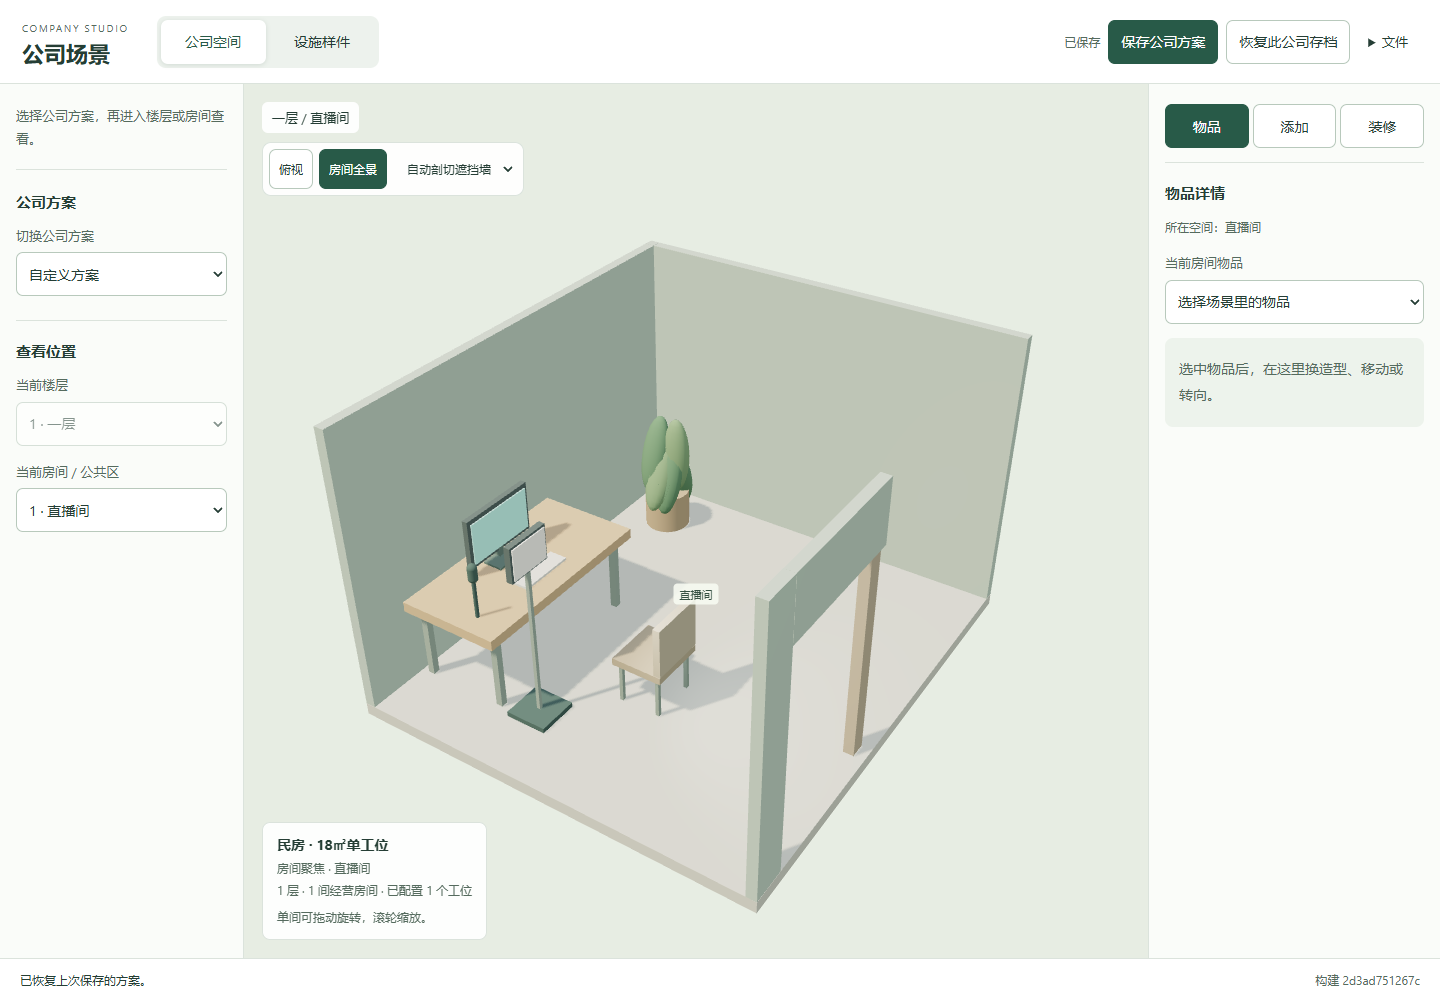 COMPANY STUDIO
公司场景
公司空间
设施样件
已保存
保存公司方案
恢复此公司存档
文件
选择公司方案，再进入楼层或房间查
看。
公司方案
切换公司方案
自定义方案
查看位置
当前楼层
1 · 一层
当前房间 / 公共区
1 · 直播间
一层 / 直播间
俯视
房间全景
自动剖切遮挡墙
直播间
民房 · 18㎡单工位
房间聚焦 · 直播间
1 层 · 1 间经营房间 · 已配置 1 个工位
单间可拖动旋转，滚轮缩放。
物品
添加
装修
物品详情
所在空间：直播间
当前房间物品
选择场景里的物品
选中物品后，在这里换造型、移动或
转向。
已恢复上次保存的方案。
构建 2d3ad751267c